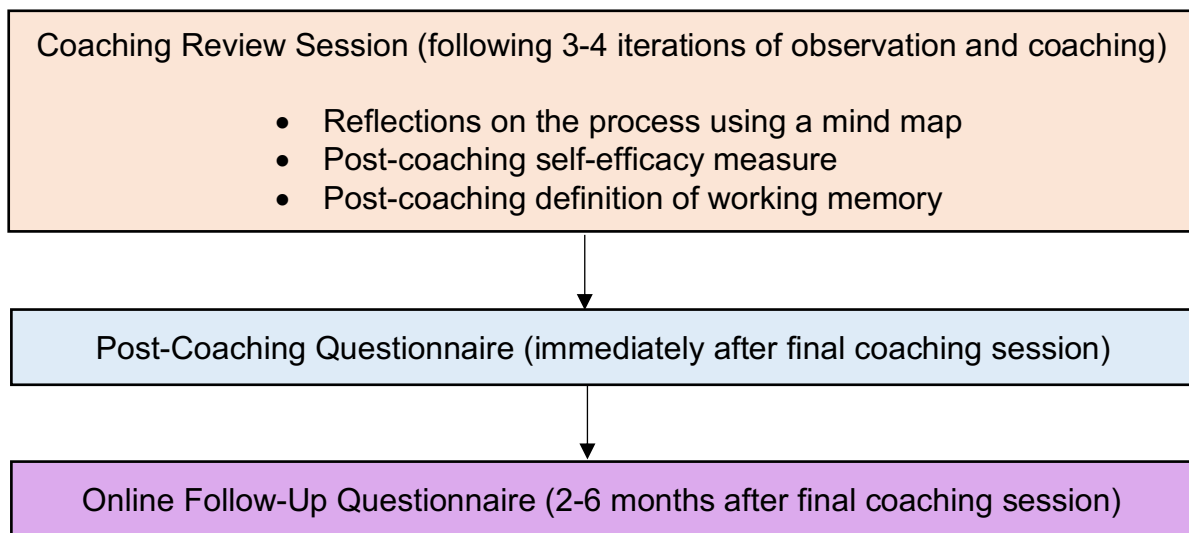 Coaching Review Session (following 3-4 iterations of observation and coaching)
• Reflections on the process using a mind map
• Post-coaching self-efficacy measure
• Post-coaching definition of working memory
Post-Coaching Questionnaire (immediately after final coaching session)
Online Follow-Up Questionnaire (2-6 months after final coaching session)